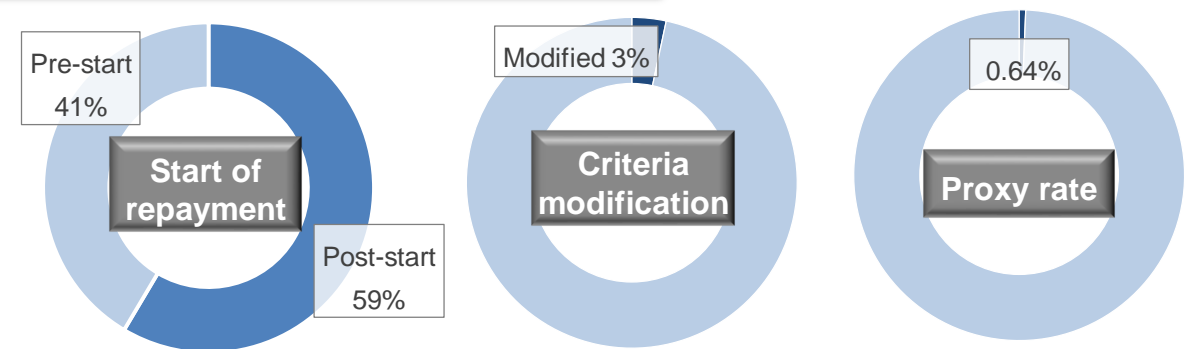 Pre-start
41%
Start of
repayment
Post-start
59%
Modified 3%
Criteria
modification
0.64%
Proxy rate